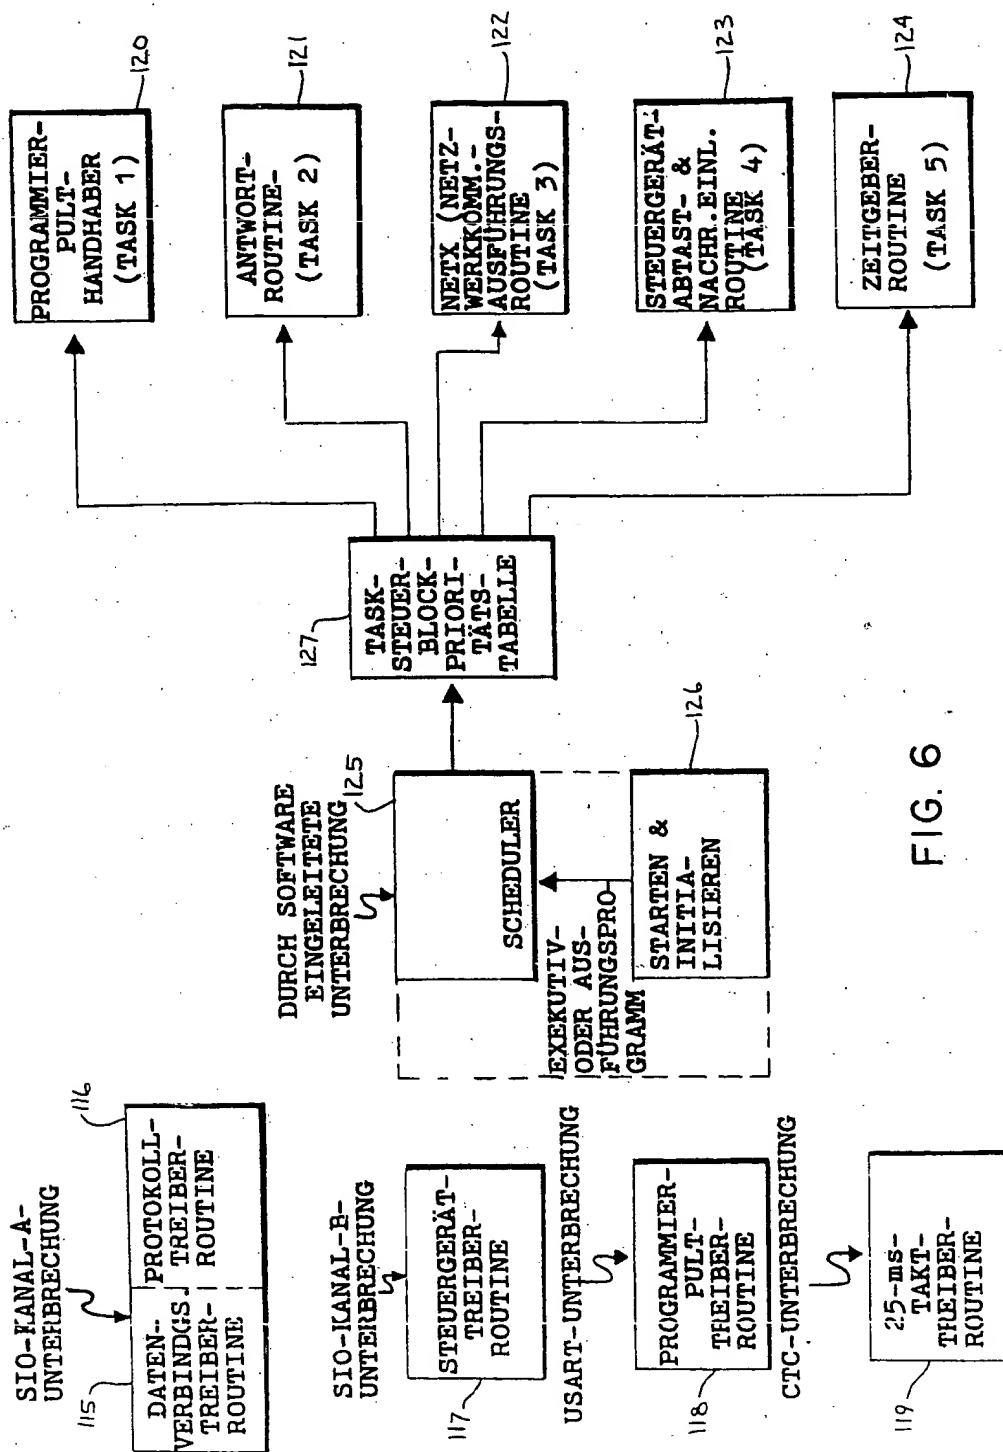 SIO-KANAL-A-
UNTERBRECHUNG
115
116
DATEN-
VERBINDGS.
TREIBER-
ROUTINE
PROTOKOLL-
TREIBER-
ROUTINE
SIO-KANAL-B-
UNTERBRECHUNG
STEUERGERÄT-
TREIBER-
ROUTINE
117
USART-UNTERBRECHUNG
PROGRAMMIER-
PULT-
TREIBER-
ROUTINE
118
CTC-UNTERBRECHUNG
25-ms-
TAKT-
TREIBER-
ROUTINE
119
DURCH SOFTWARE
EINGELEITETE
UNTERBRECHUNG
125
SCHEDULER
EXEKUTIV-
ODER AUS-
FÜHRUNGSPRO-
GRAMM
STARTEN &
INITIA-
LISIEREN
126
127
TASK-
STEUER-
BLOCK-
PRIORI-
TÄTS-
TABELLE
PROGRAMMIER-
PULT-
HANDHABER
(TASK 1)
120
ANTWORT-
ROUTINE-
(TASK 2)
121
NETX (NETZ-
WERKKOMM.-
AUSFÜHRUNGS-
ROUTINE
(TASK 3)
122
STEUERGERÄT-
ABTAST- &
NACHR.EINL.
ROUTINE
(TASK 4)
123
ZEITGEBER-
ROUTINE
(TASK 5)
124
FIG. 6